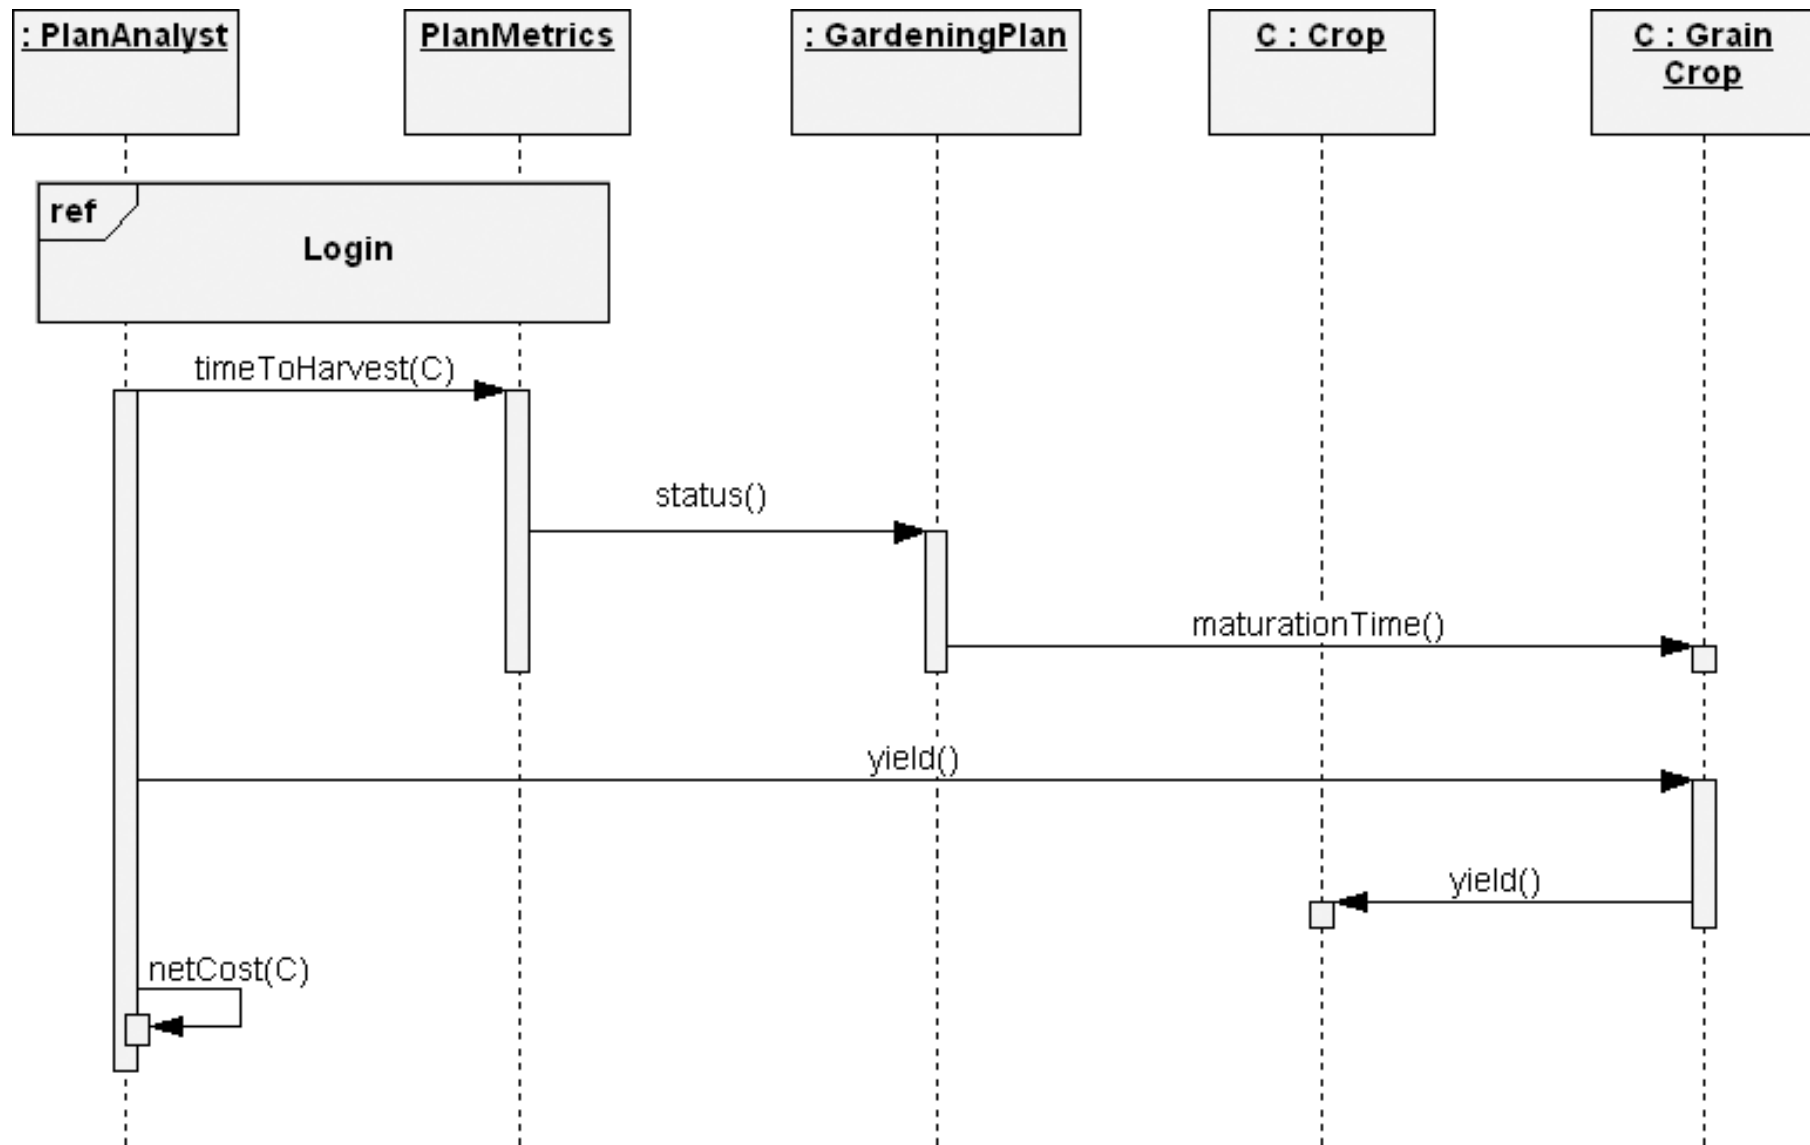 : PlanAnalyst
PlanMetrics
: GardeningPlan
C : Crop
C : Grain
Crop
ref
Login
timeToHarvest(C)
status()
maturationTime()
yield()
yield()
netCost(C)